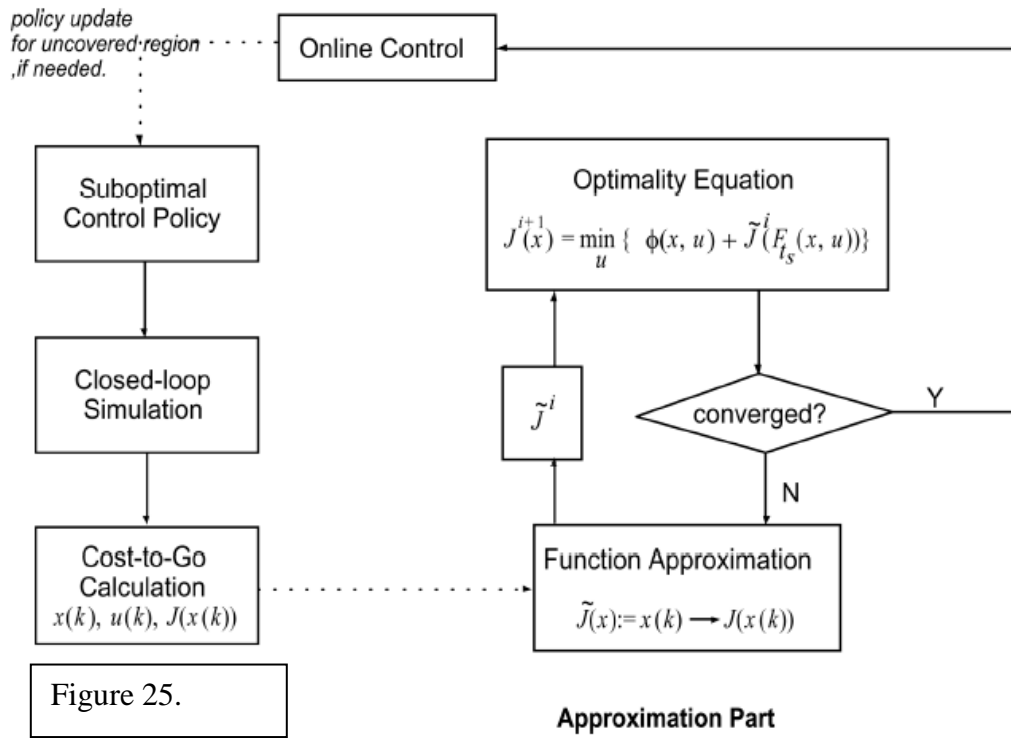 policy update
for uncovered region
,if needed.
Online Control
Suboptimal
Control Policy
Closed-loop
Simulation
Cost-to-Go
Calculation
x(k), u(k), J(x(k))
Optimality Equation
J^{i+1}(x) = min_u { ϕ(x, u) + J̃^i(F_{t_s}(x, u))}
J̃^i
converged?
Y
N
Function Approximation
J̃(x):= x(k) → J(x(k))
Figure 25.
Approximation Part